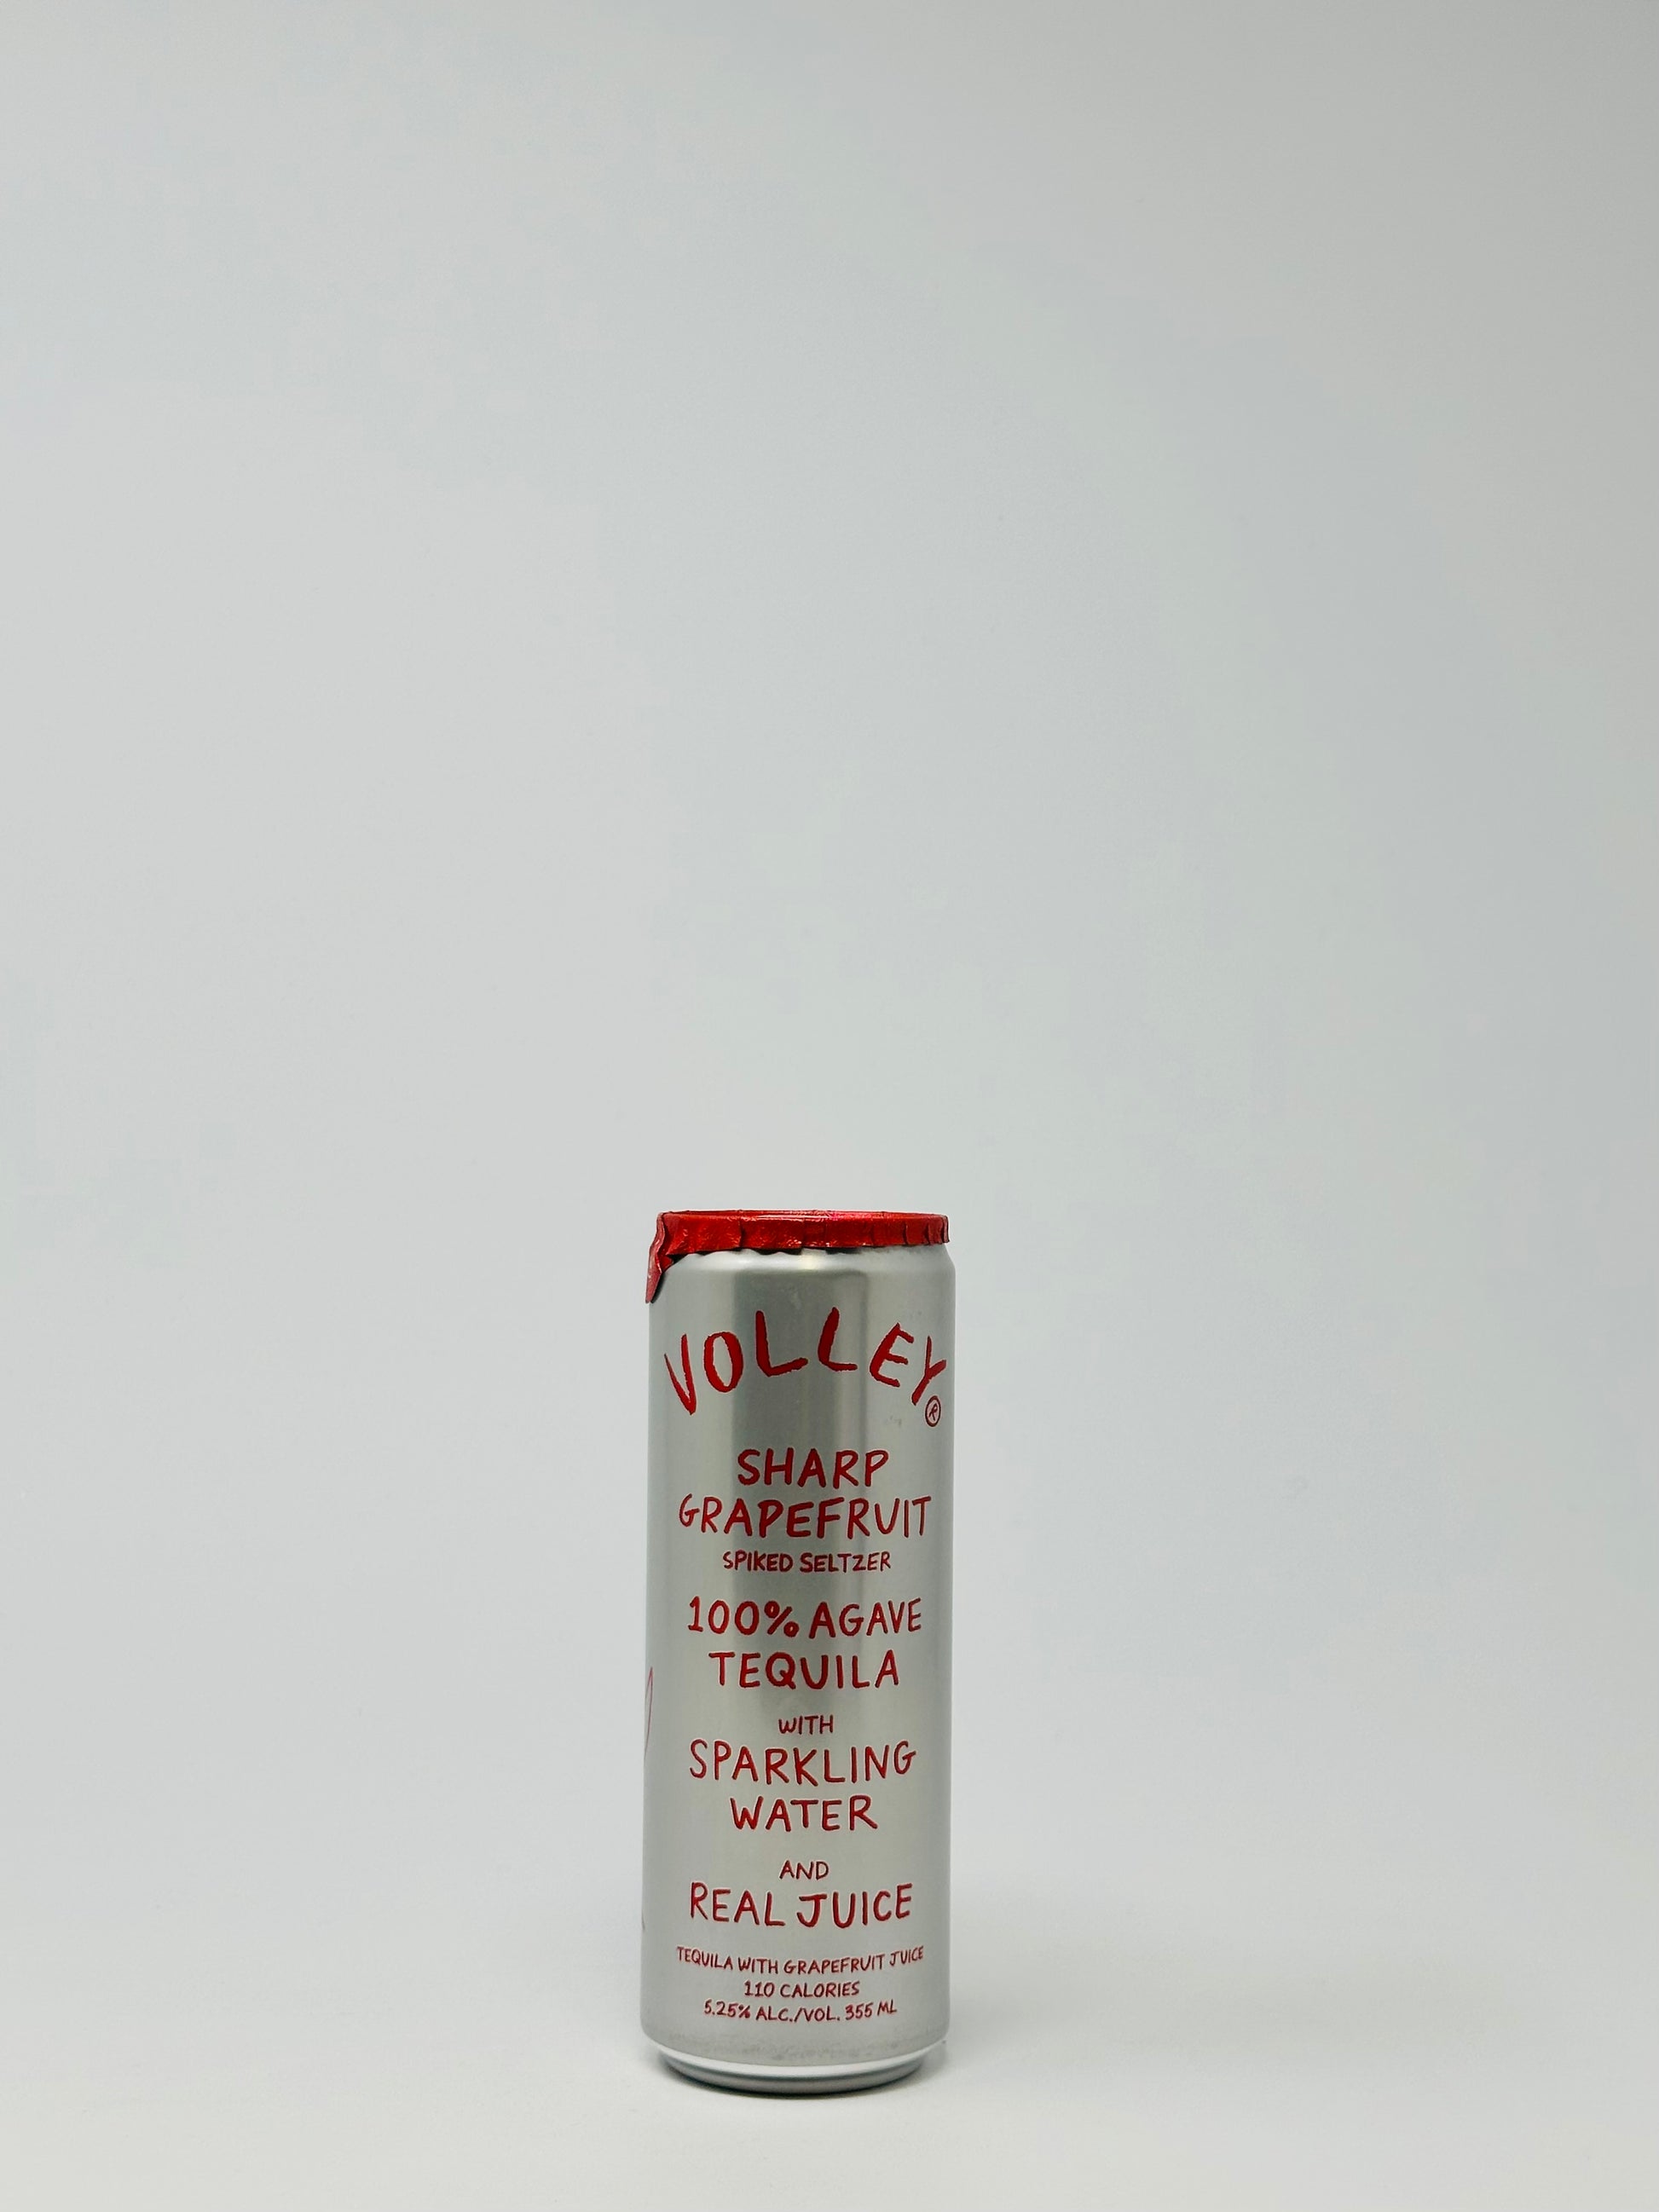 VOLLEY®
SHARP
GRAPEFRUIT
SPIKED SELTZER
100% AGAVE
TEQUILA
WITH
SPARKLING
WATER
AND
REAL JUICE
TEQUILA WITH GRAPEFRUIT JUICE
110 CALORIES
5.25% ALC./VOL. 355 ML